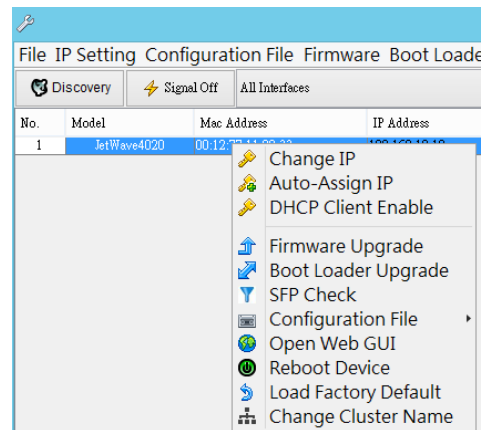 File IP Setting Configuration File Firmware Boot Loade
Discovery Signal Off All Interfaces
No. Model Mac Address IP Address
1 JetWave4020
Change IP
Auto-Assign IP
DHCP Client Enable
Firmware Upgrade
Boot Loader Upgrade
SFP Check
Configuration File
Open Web GUI
Reboot Device
Load Factory Default
Change Cluster Name